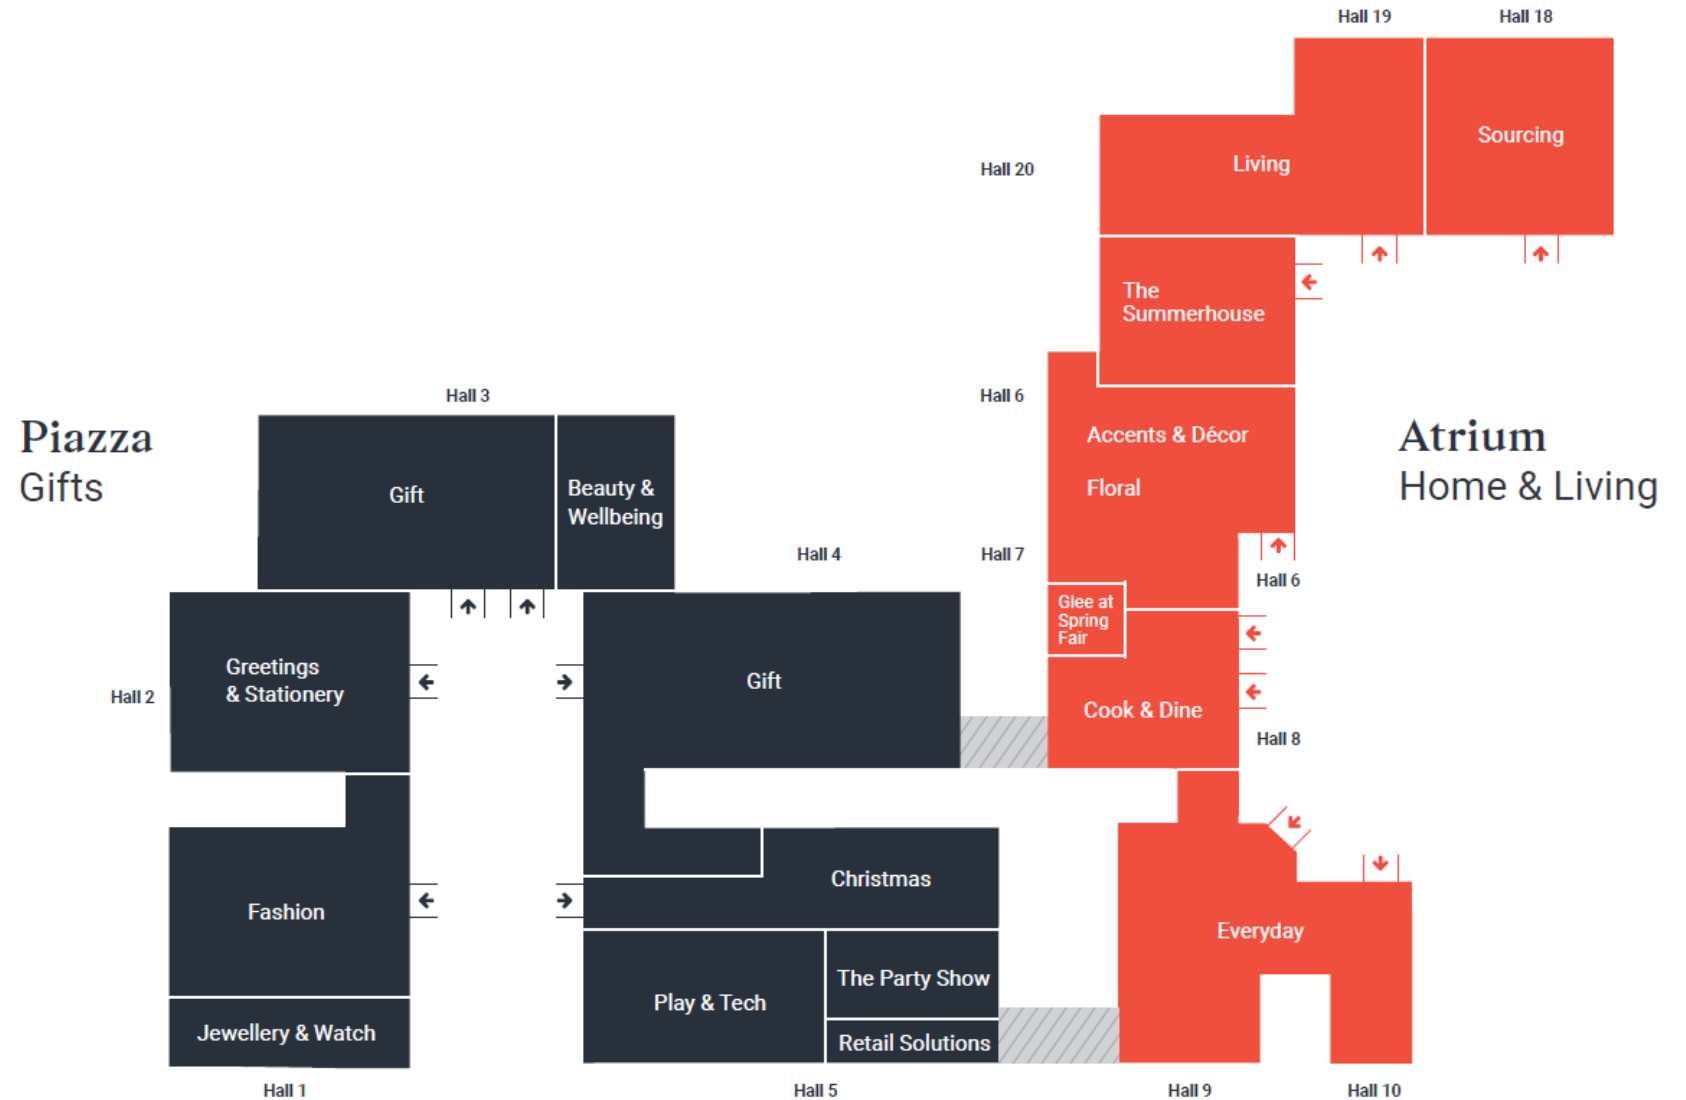 Hall 19
Hall 18
Sourcing
Living
Hall 20
The
Summerhouse
Hall 3
Hall 6
Piazza
Gifts
Accents & Décor
Atrium
Home & Living
Gift
Beauty &
Wellbeing
Floral
Hall 4
Hall 7
Hall 6
Glee at
Spring
Fair
Greetings
& Stationery
Hall 2
Gift
Cook & Dine
Hall 8
Christmas
Fashion
Everyday
The Party Show
Play & Tech
Jewellery & Watch
Retail Solutions
Hall 1
Hall 5
Hall 9
Hall 10